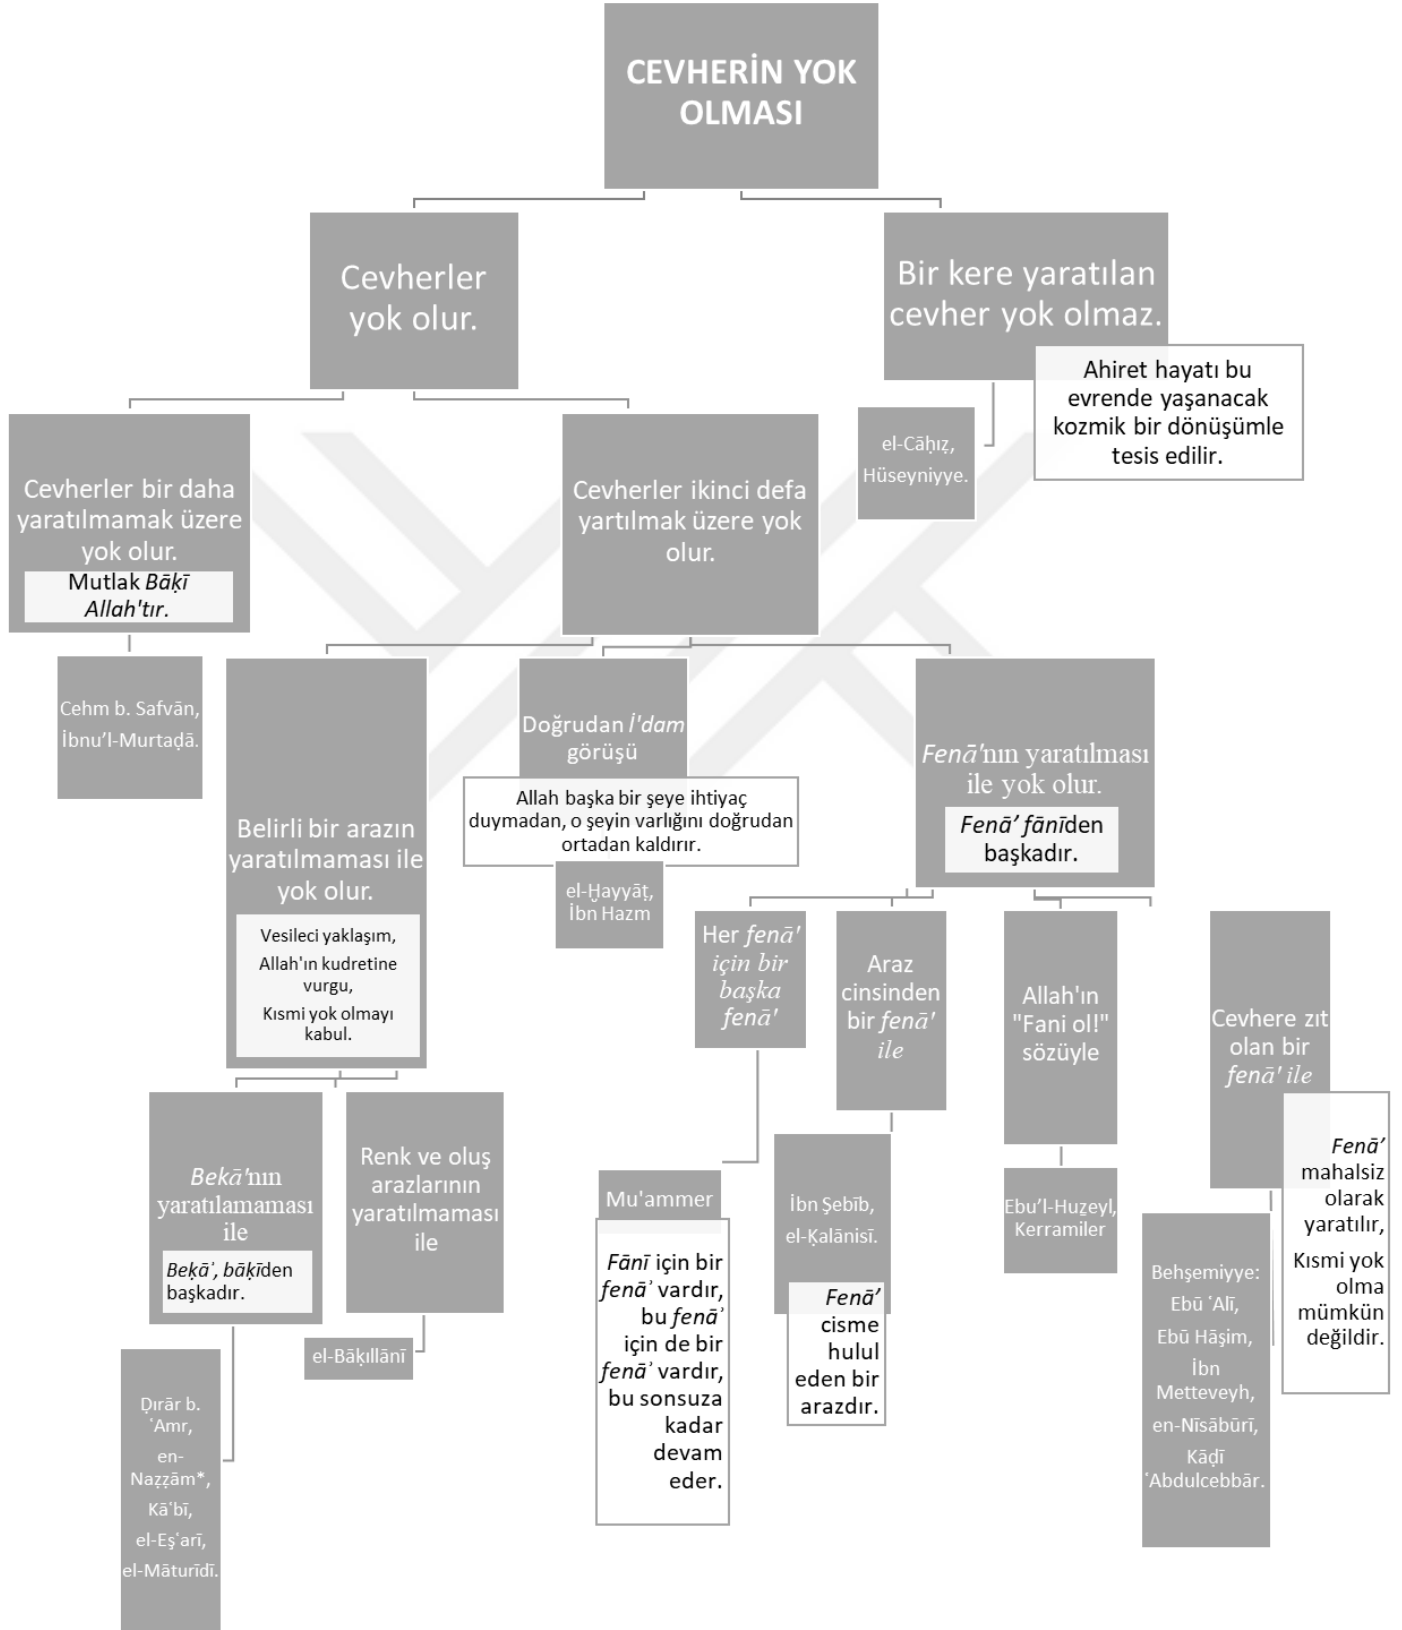 CEVHERİN YOK
OLMASI
Cevherler
yok olur.
Bir kere yaratılan
cevher yok olmaz.
Ahiret hayatı bu
evrende yaşanacak
kozmik bir dönüşümle
tesis edilir.
el-Cāḥıẓ,
Hüseyniyye.
Cevherler bir daha
yaratılmamak üzere
yok olur.
Mutlak Bāḳī
Allah'tır.
Cehm b. Safvān,
İbnu’l-Murtaḍā.
Cevherler ikinci defa
yartılmak üzere yok
olur.
Belirli bir arazın
yaratılmaması ile
yok olur.
Vesileci yaklaşım,
Allah'ın kudretine
vurgu,
Kısmi yok olmayı
kabul.
Doğrudan İ'dam
görüşü
Allah başka bir şeye ihtiyaç
duymadan, o şeyin varlığını doğrudan
ortadan kaldırır.
el-Ḫayyāṭ,
İbn Hazm
Fenā'nın yaratılması
ile yok olur.
Fenā’ fānīden
başkadır.
Bekā'nın
yaratılamaması
ile
Beḳāʾ, bāḳīden
başkadır.
Ḍırār b.
ʿAmr,
en-
Naẓẓām*,
Kāʿbī,
el-Eşʿarī,
el-Māturīdī.
Renk ve oluş
arazlarının
yaratılmaması
ile
el-Bāḳıllānī
Her fenā'
için bir
başka
fenā'
Mu'ammer
Fānī için bir
fenāʾ vardır,
bu fenāʾ
için de bir
fenāʾ vardır,
bu sonsuza
kadar
devam
eder.
Araz
cinsinden
bir fenā'
ile
İbn Şebīb,
el-Ḳalānisī.
Fenā’
cisme
hulul
eden bir
arazdır.
Allah'ın
"Fani ol!"
sözüyle
Ebu’l-Huẕeyl,
Kerramiler
Cevhere zıt
olan bir
fenā' ile
Fenā’
mahalsiz
olarak
yaratılır,
Kısmi yok
olma
mümkün
değildir.
Behşemiyye:
Ebū ʿAlī,
Ebū Hāşim,
İbn
Metteveyh,
en-Nīsābūrī,
Kāḍī
ʿAbdulcebbār.